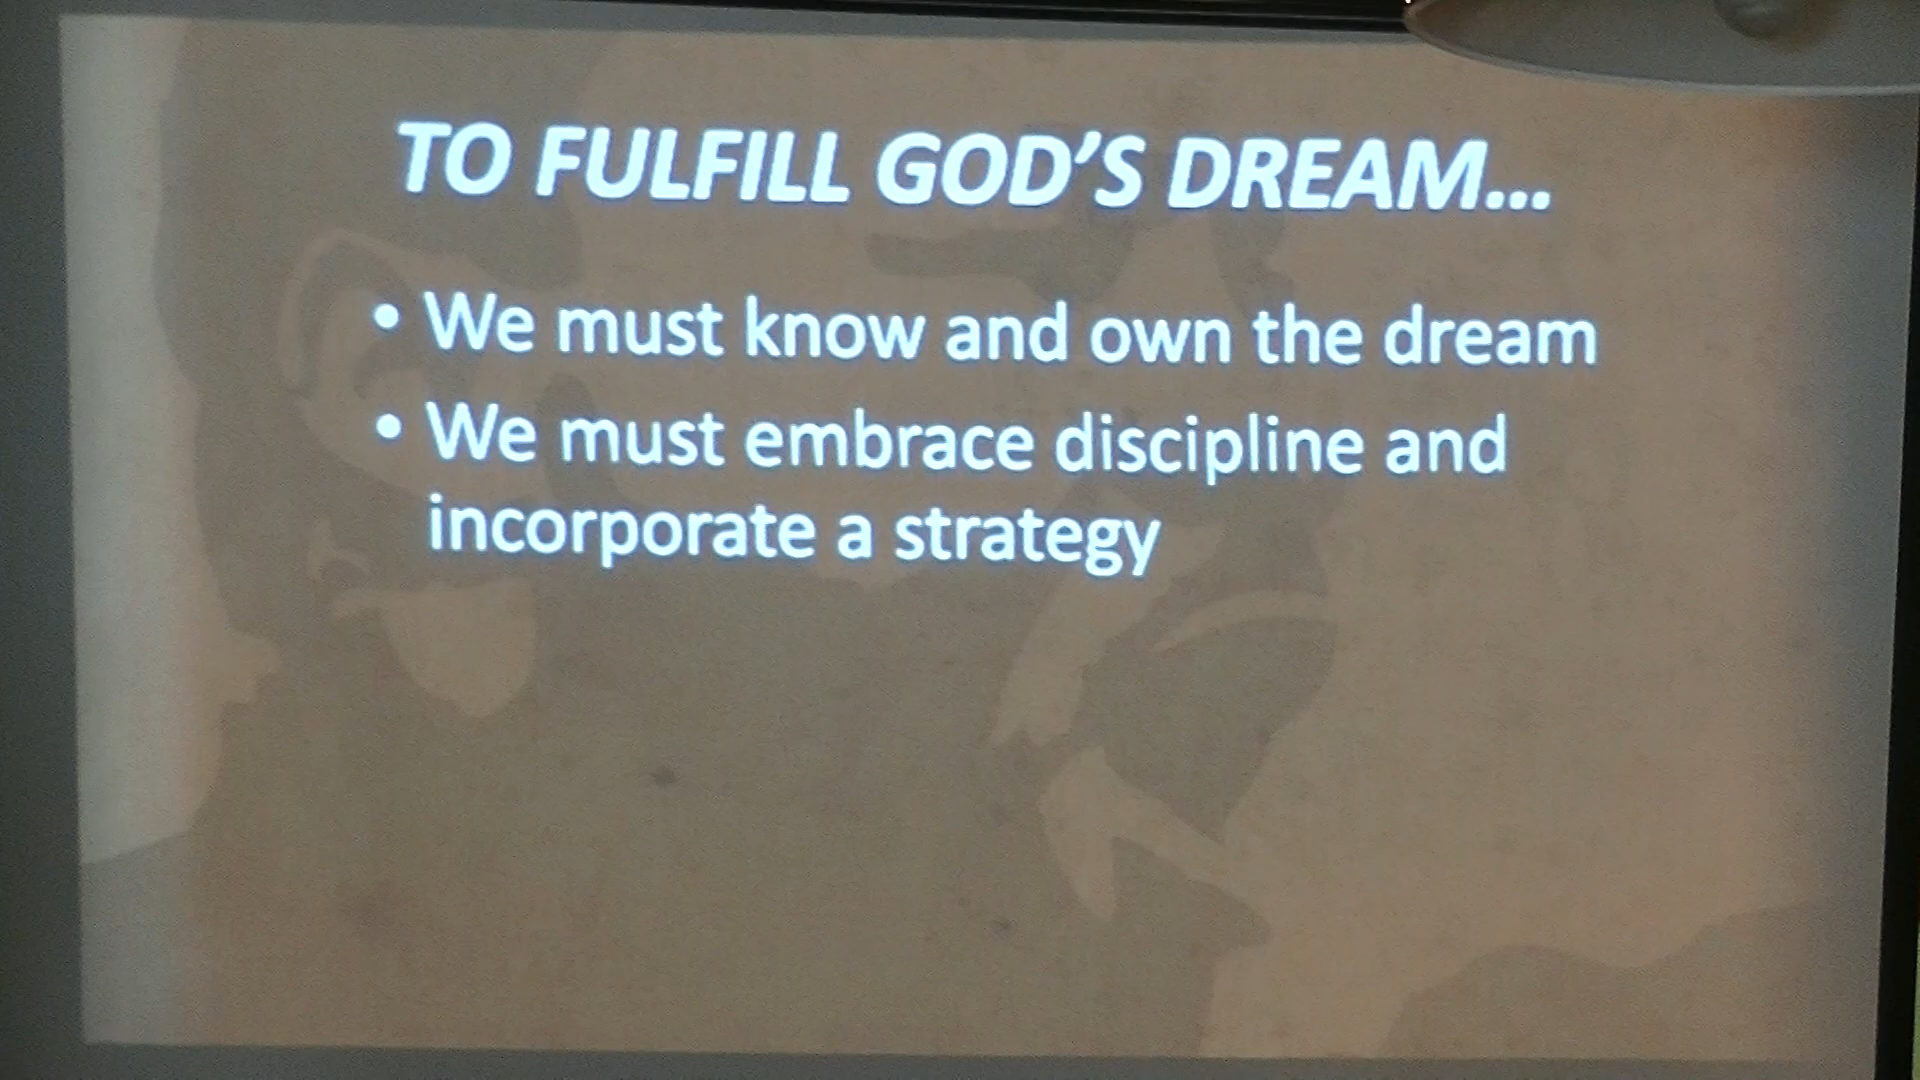 TO FULFILL GOD'S DREAM...
• We must know and own the dream
• We must embrace discipline and
incorporate a strategy